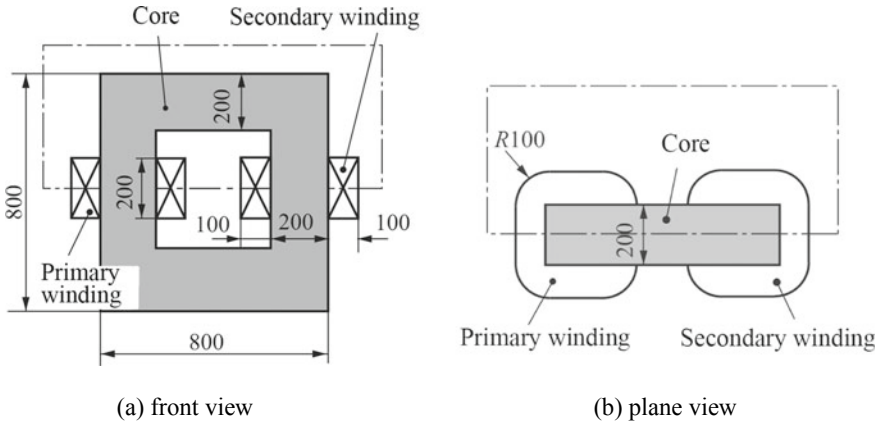 Core
Secondary winding
200
800
200
100
200
100
Primary
winding
800
(a) front view
R100
Core
200
Primary winding
Secondary winding
(b) plane view